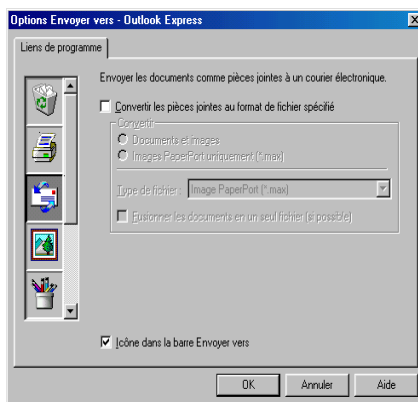 Options Envoyer vers - Outlook Express
Liens de programme
Envoyer les documents comme pièces jointes à un courier électronique.
Convertir les pièces jointes au format de fichier spécifié
Convertir
Documents et images
Images PaperPort uniquement (*.max)
Type de fichier : Image PaperPort (*.max)
Fusionner les documents en un seul fichier (si possible)
Icône dans la barre Envoyer vers
OK Annuler Aide